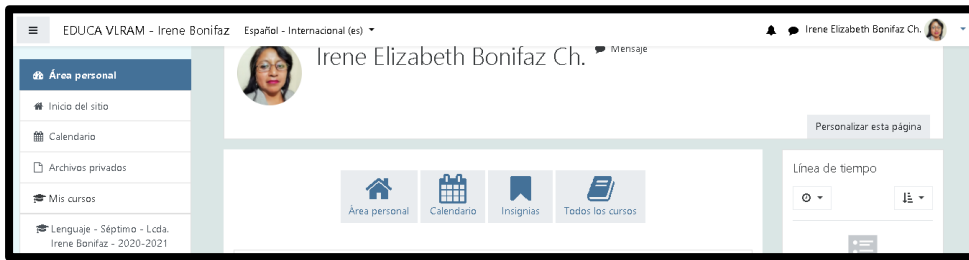 EDUCA VLRAM - Irene Bonifaz Español - Internacional (es)
Irene Elizabeth Bonifaz Ch.
Área personal
Inicio del sitio
Calendario
Archivos privados
Mis cursos
Lenguaje - Séptimo - Lcda.
Irene Bonifaz - 2020-2021
Irene Elizabeth Bonifaz Ch. Mensaje
Personalizar esta página
Área personal Calendario Insignias Todos los cursos
Línea de tiempo